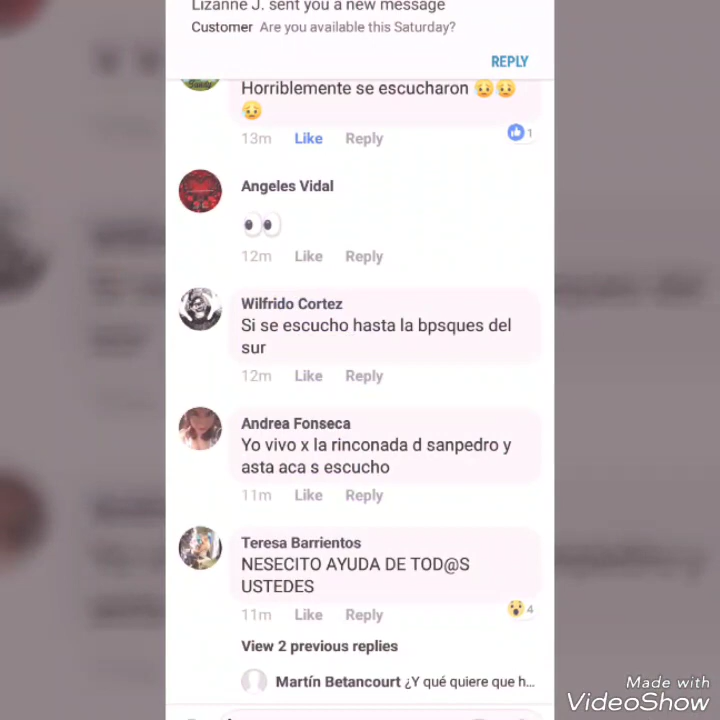 Lizanne J. sent you a new message
Customer Are you available this Saturday?
REPLY
Horriblemente se escucharon 😥😥
😥
13m Like Reply 1
Angeles Vidal
👀
12m Like Reply
Wilfrido Cortez
Si se escucho hasta la bpsques del
sur
12m Like Reply
Andrea Fonseca
Yo vivo x la rinconada d sanpedro y
asta aca s escucho
11m Like Reply
Teresa Barrientos
NESECITO AYUDA DE TOD@S
USTEDES
11m Like Reply 😮 4
View 2 previous replies
Martín Betancourt ¿Y qué quiere que h...
Made with
VideoShow